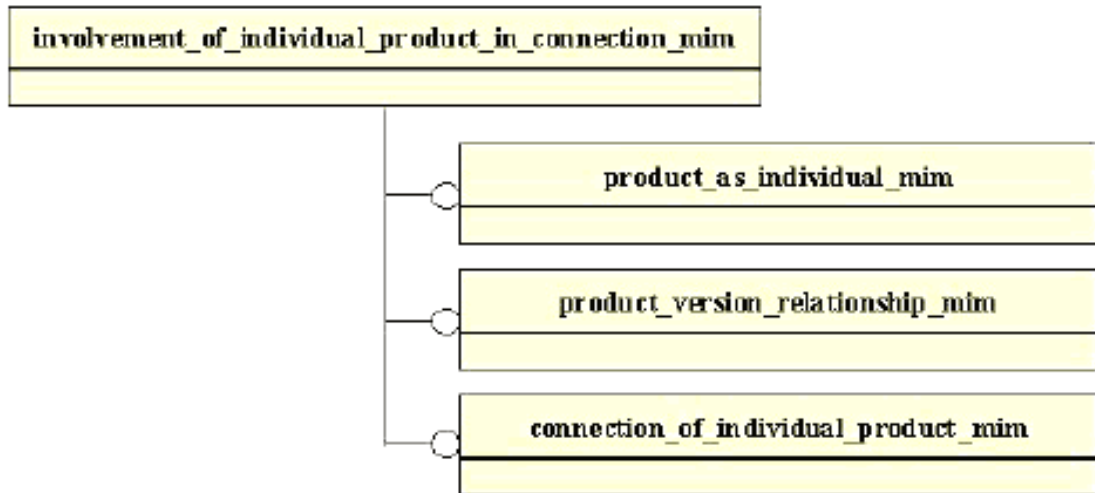 involvement_of_individual_product_in_connection_mim
product_as_individual_mim
product_version_relationship_mim
connection_of_individual_product_mim